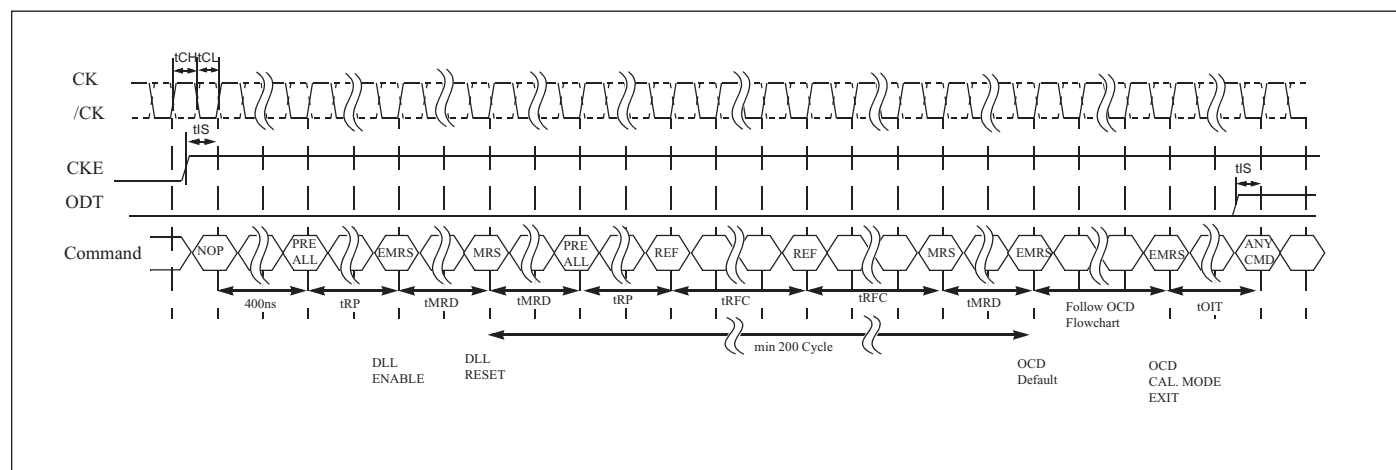 tCH tCL
CK
/CK
tIS
CKE
tIS
ODT
Command
NOP
PRE
ALL
EMRS
MRS
PRE
ALL
REF
REF
MRS
EMRS
EMRS
ANY
CMD
400ns
tRP
tMRD
tMRD
tRP
tRFC
tRFC
tMRD
Follow OCD
Flowchart
tOIT
min 200 Cycle
DLL
ENABLE
DLL
RESET
OCD
Default
OCD
CAL. MODE
EXIT